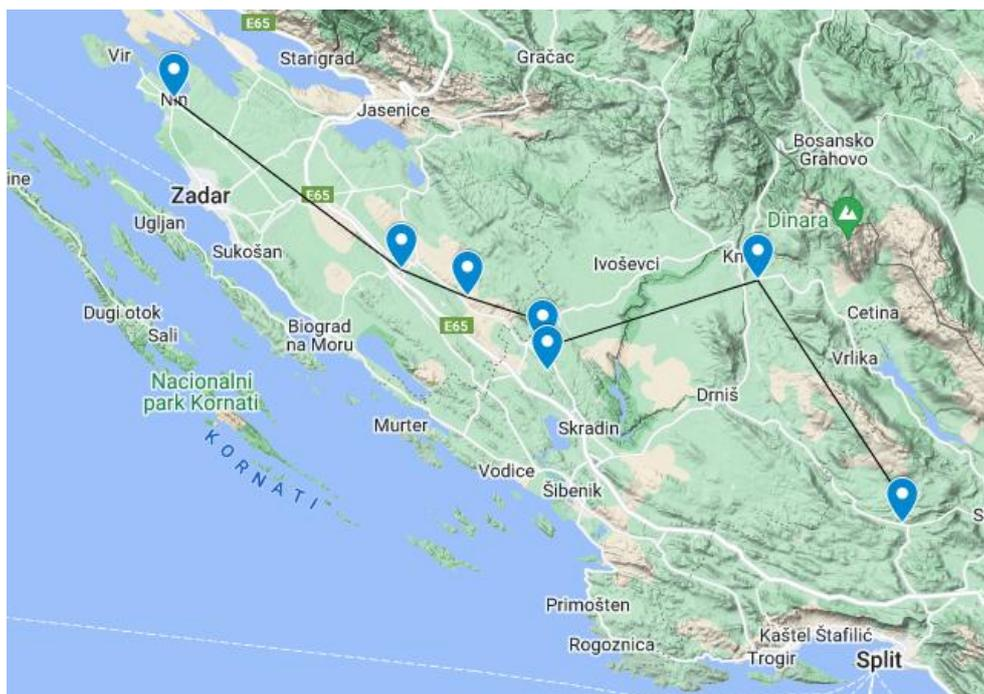 E65
Vir
Starigrad
Gračac
Nin
Jasenice
Bosansko
Grahovo
ine
Zadar
E65
Ugljan
Dinara
Sukošan
Ivoševci
Kn
Dugi otok
Sali
Biograd
na Moru
E65
Cetina
Vrlika
Nacionalni
park Kornati
Drniš
Murter
Skradin
KORNATI
Vodice
Šibenik
S
Primošten
Rogoznica
Kaštel Štafilić
Trogir
Split